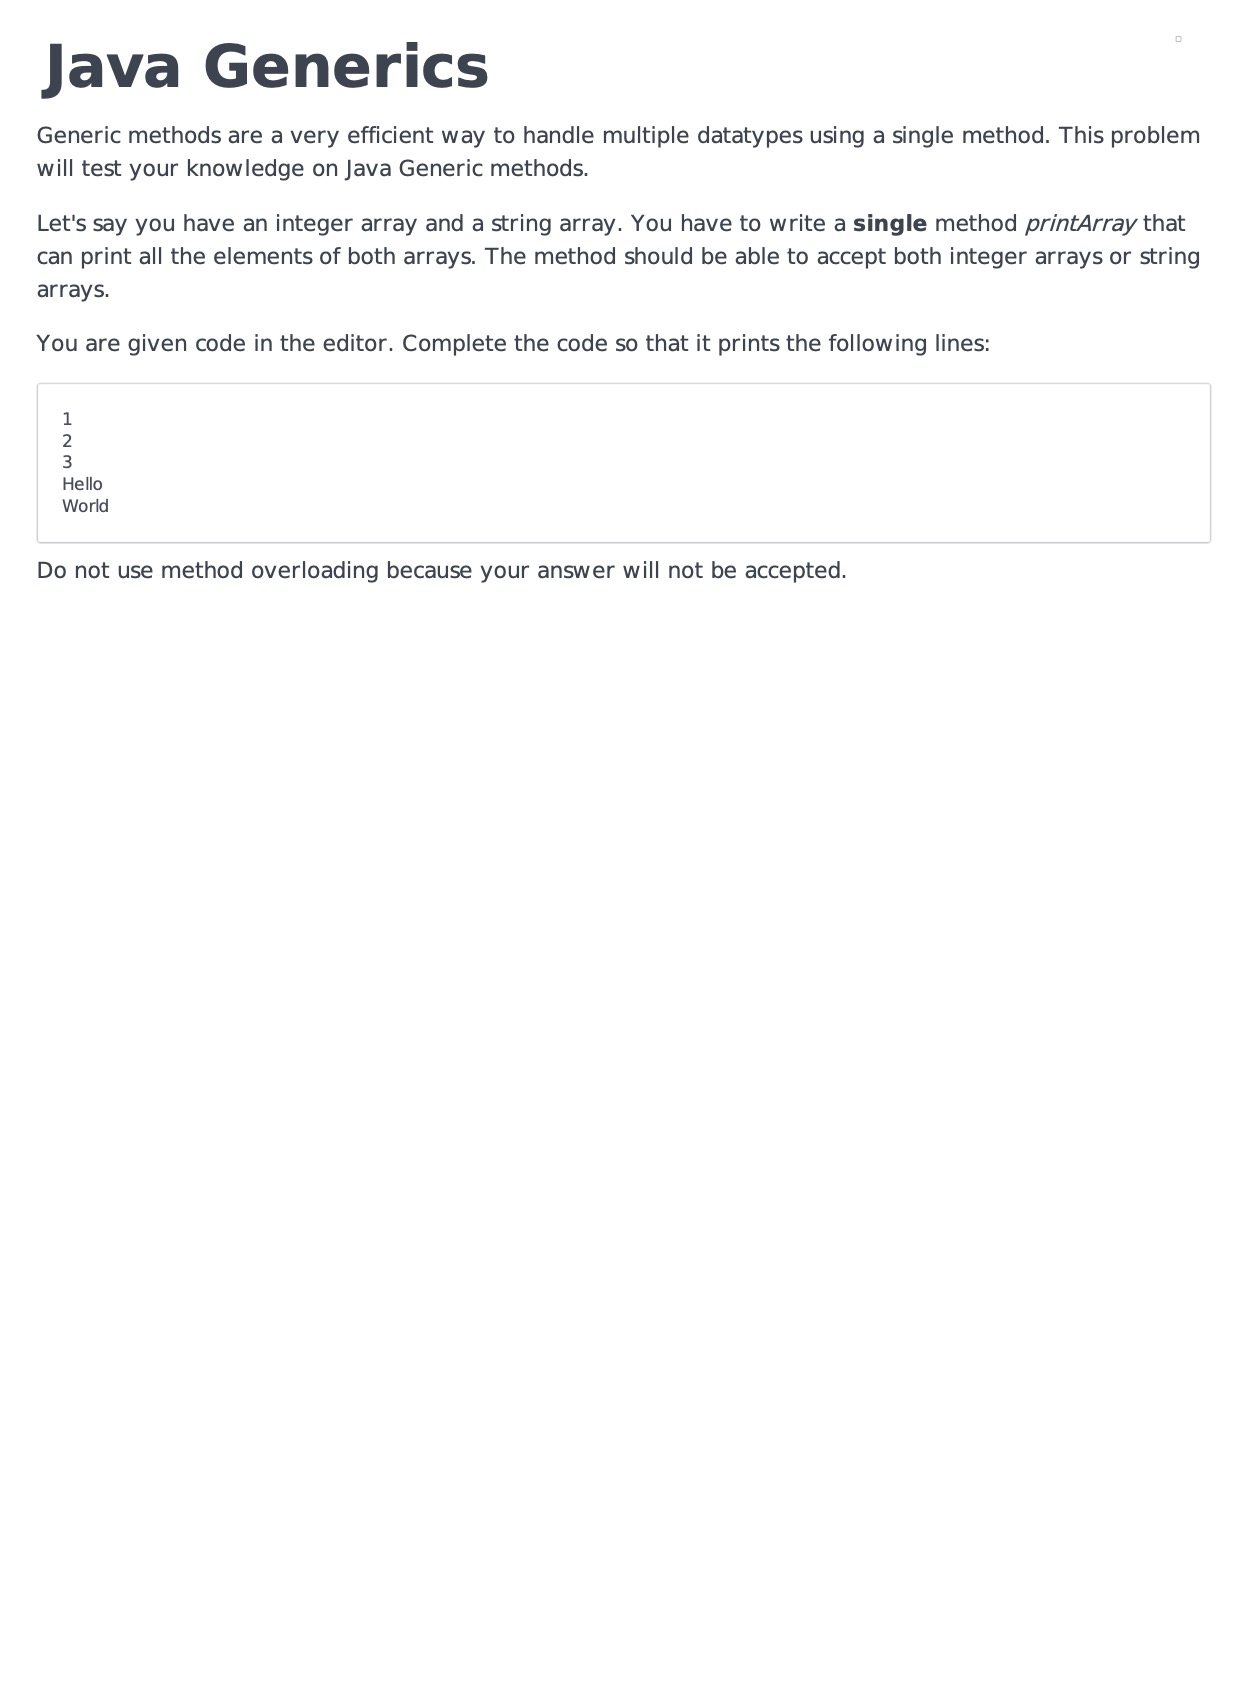 Java Generics
Generic methods are a very efficient way to handle multiple datatypes using a single method. This problem
will test your knowledge on Java Generic methods.
Let's say you have an integer array and a string array. You have to write a single method printArray that
can print all the elements of both arrays. The method should be able to accept both integer arrays or string
arrays.
You are given code in the editor. Complete the code so that it prints the following lines:
1
2
3
Hello
World
Do not use method overloading because your answer will not be accepted.